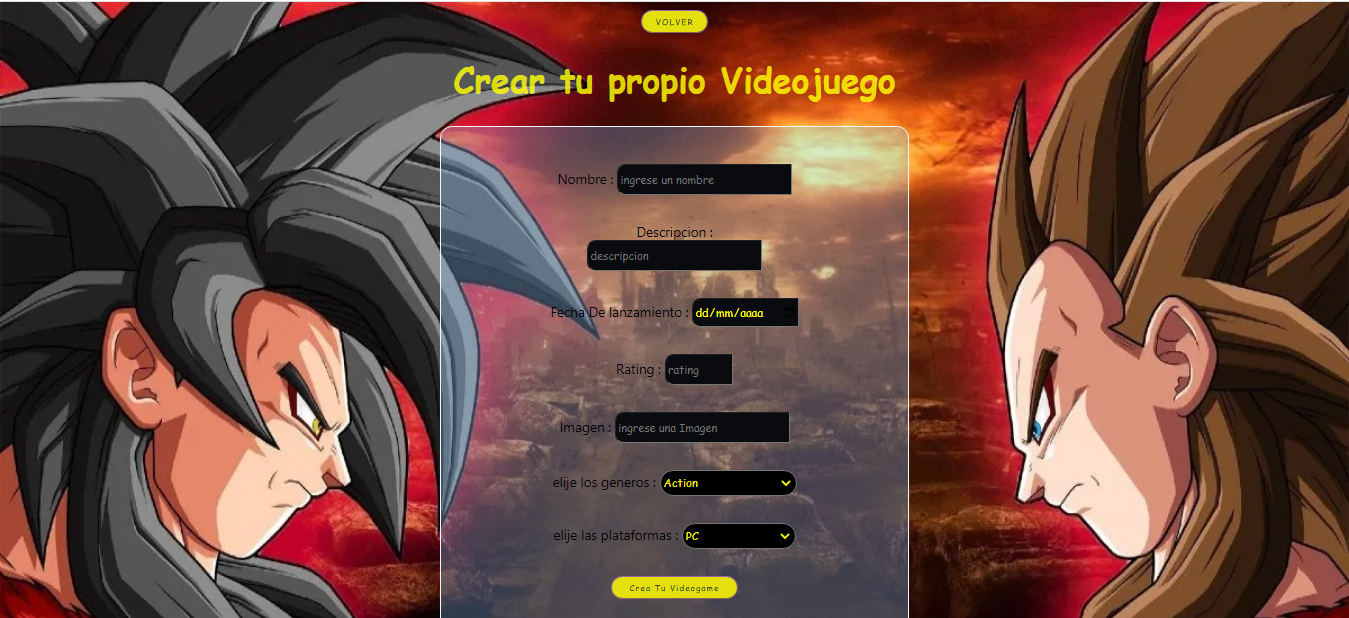 VOLVER
Crear tu propio Videojuego
Nombre : ingrese un nombre
Descripcion :
descripcion
Fecha De lanzamiento : dd/mm/aaaa
Rating : rating
Imagen : ingrese una Imagen
elije los generos : Action
elije las plataformas : PC
Crea Tu Videogame